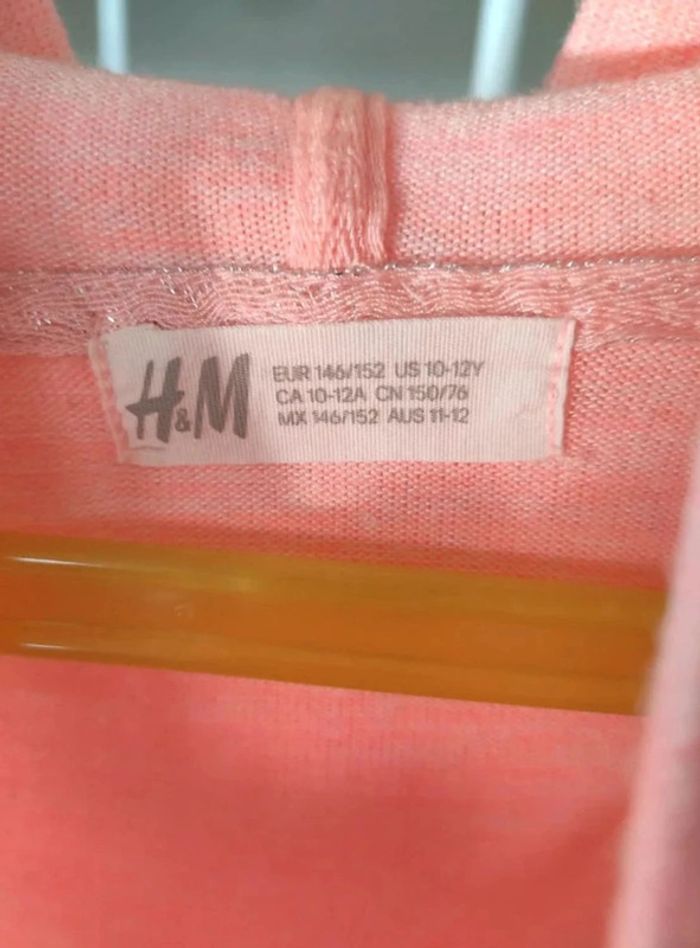 H&M
EUR 146/152 US 10-12Y
CA 10-12A CN 150/76
MX 146/152 AUS 11-12